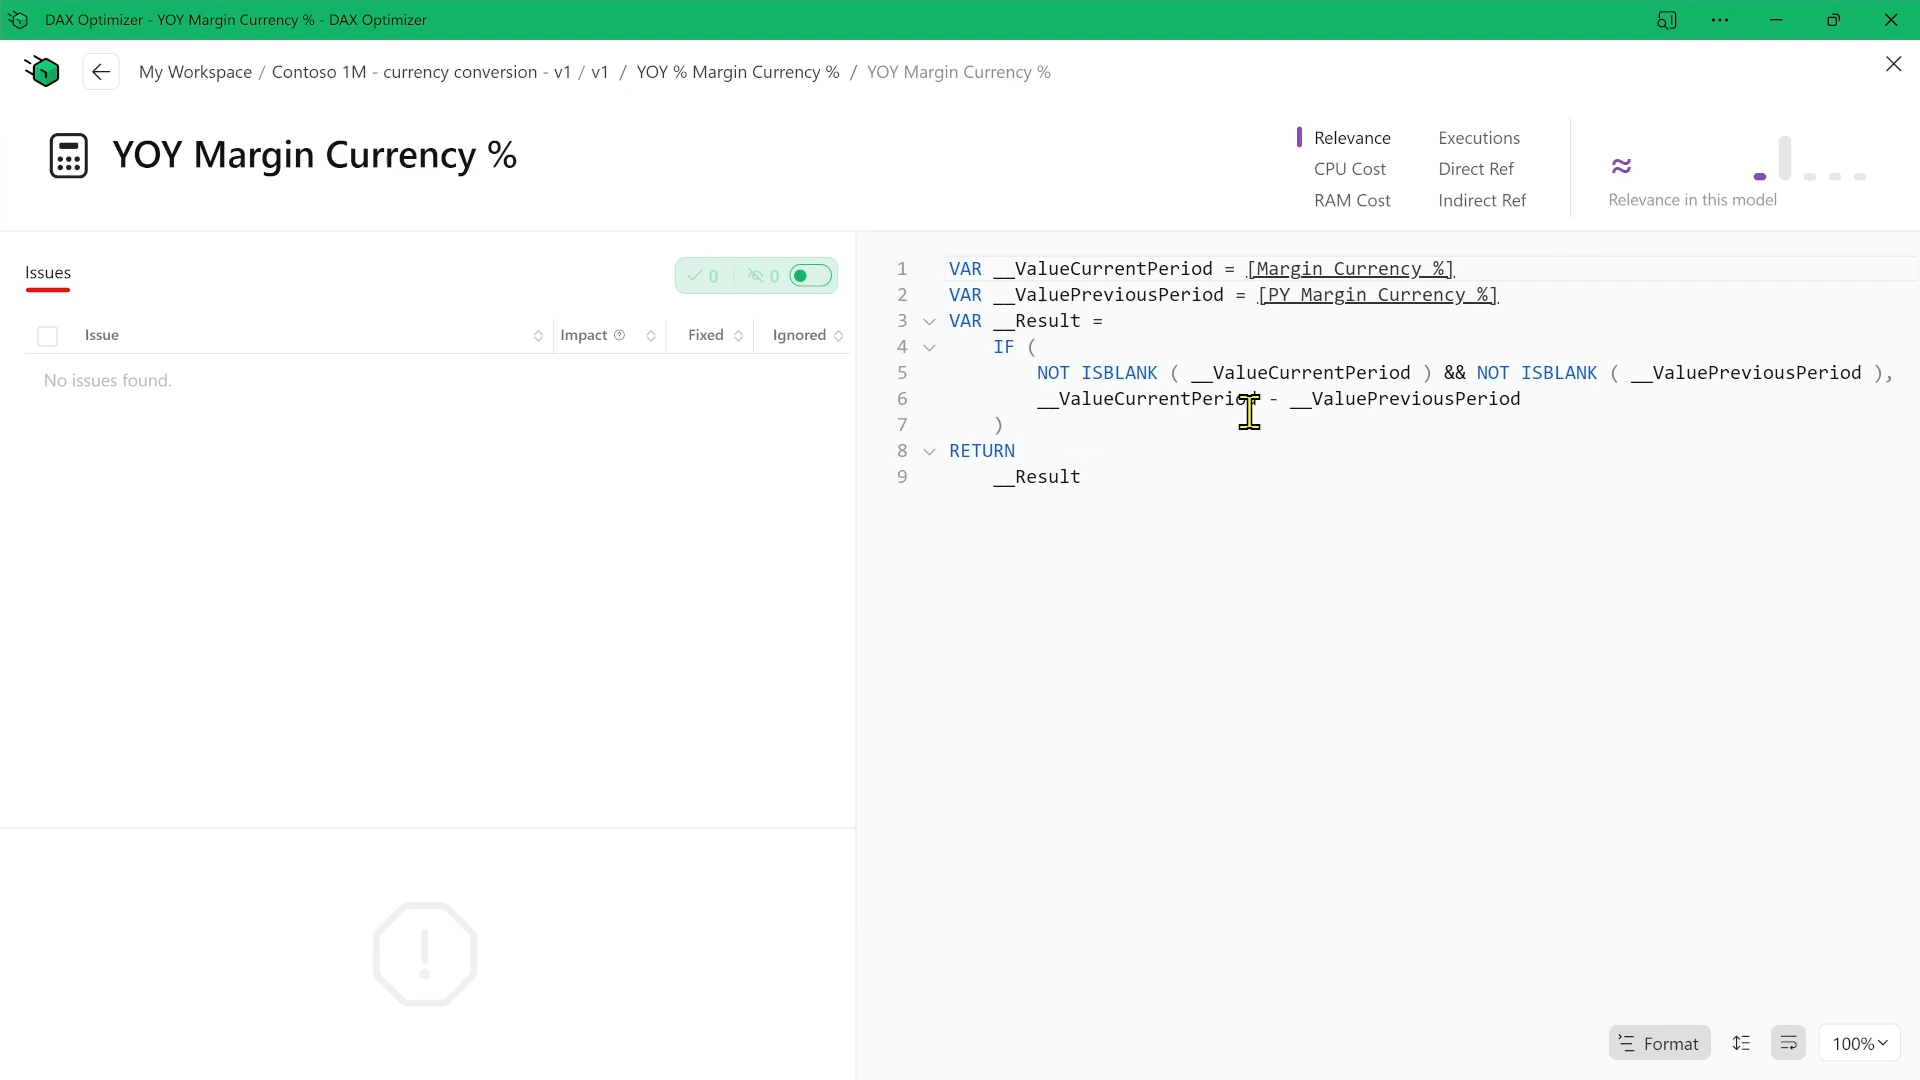 DAX Optimizer - YOY Margin Currency % - DAX Optimizer
My Workspace / Contoso 1M - currency conversion - v1 / v1 / YOY % Margin Currency % / YOY Margin Currency %
YOY Margin Currency %
Relevance Executions
CPU Cost Direct Ref
RAM Cost Indirect Ref
≈
Relevance in this model
Issues
0 0
Issue Impact Fixed Ignored
No issues found.
1 VAR __ValueCurrentPeriod = [Margin Currency %]
2 VAR __ValuePreviousPeriod = [PY Margin Currency %]
3 VAR __Result =
4 IF (
5 NOT ISBLANK ( __ValueCurrentPeriod ) && NOT ISBLANK ( __ValuePreviousPeriod ),
6 __ValueCurrentPeriod - __ValuePreviousPeriod
7 )
8 RETURN
9 __Result
Format 100%